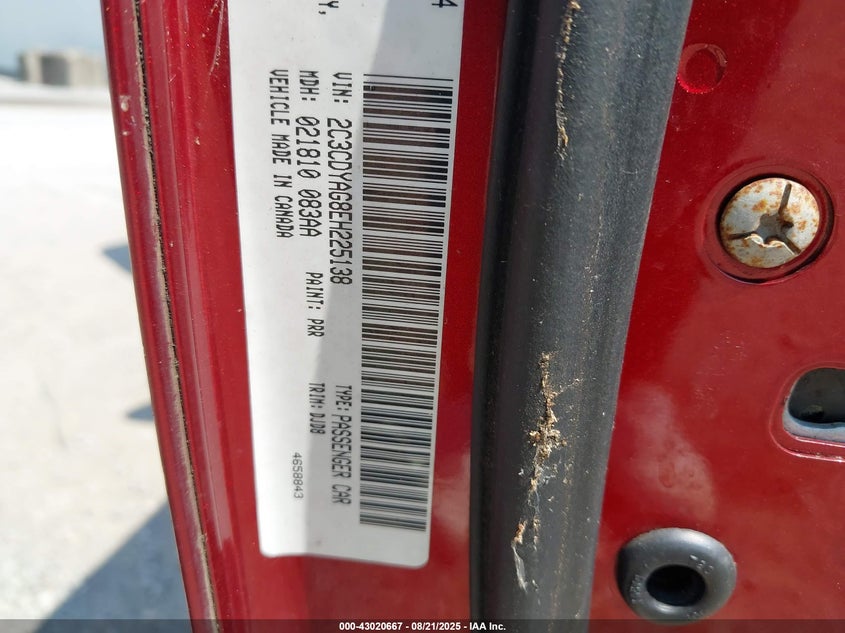 4
Y,
VIN: 2C3CDYAG8EH225138
MDH: 021810 083AA PAINT: PRR TYPE: PASSENGER CAR
VEHICLE MADE IN CANADA TRIM: DJD8
4658843
000-43020667 - 08/21/2025 - IAA Inc.